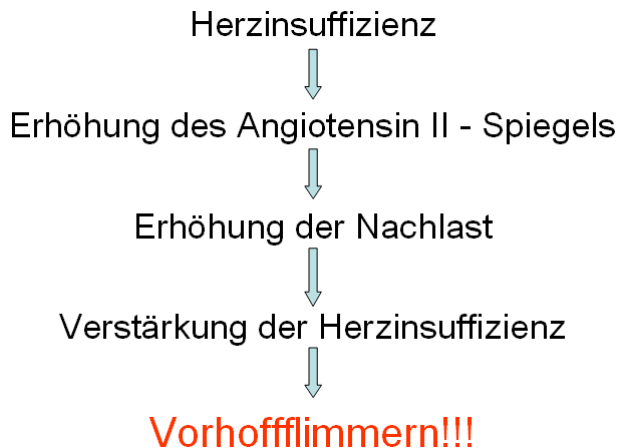 Herzinsuffizienz
Erhöhung des Angiotensin II - Spiegels
Erhöhung der Nachlast
Verstärkung der Herzinsuffizienz
Vorhoffflimmern!!!